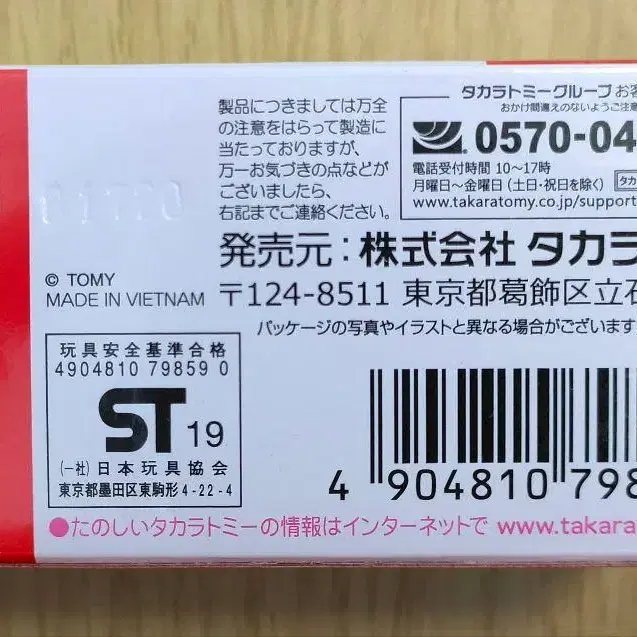 製品につきましては万全
の注意をはらって製造に
当たっておりますが、
万一お気づきの点などが
ございましたら、
右記までご連絡ください。
タカラトミーグループ お客
おかけ間違えのないようご注意
0570-04
電話受付時間 10〜17時
月曜日〜金曜日 (土日・祝日を除く) タカ
www.takaratomy.co.jp/support
発売元:株式会社 タカラ
〒124-8511 東京都葛飾区立石
パッケージの写真やイラストと異なる場合がございます
© TOMY
MADE IN VIETNAM
玩具安全基準合格
4904810 79859 0
ST 19
(一社)日本玩具協会
東京都墨田区東駒形4-22-4
4 904810 798
●たのしいタカラトミーの情報はインターネットで www.takara